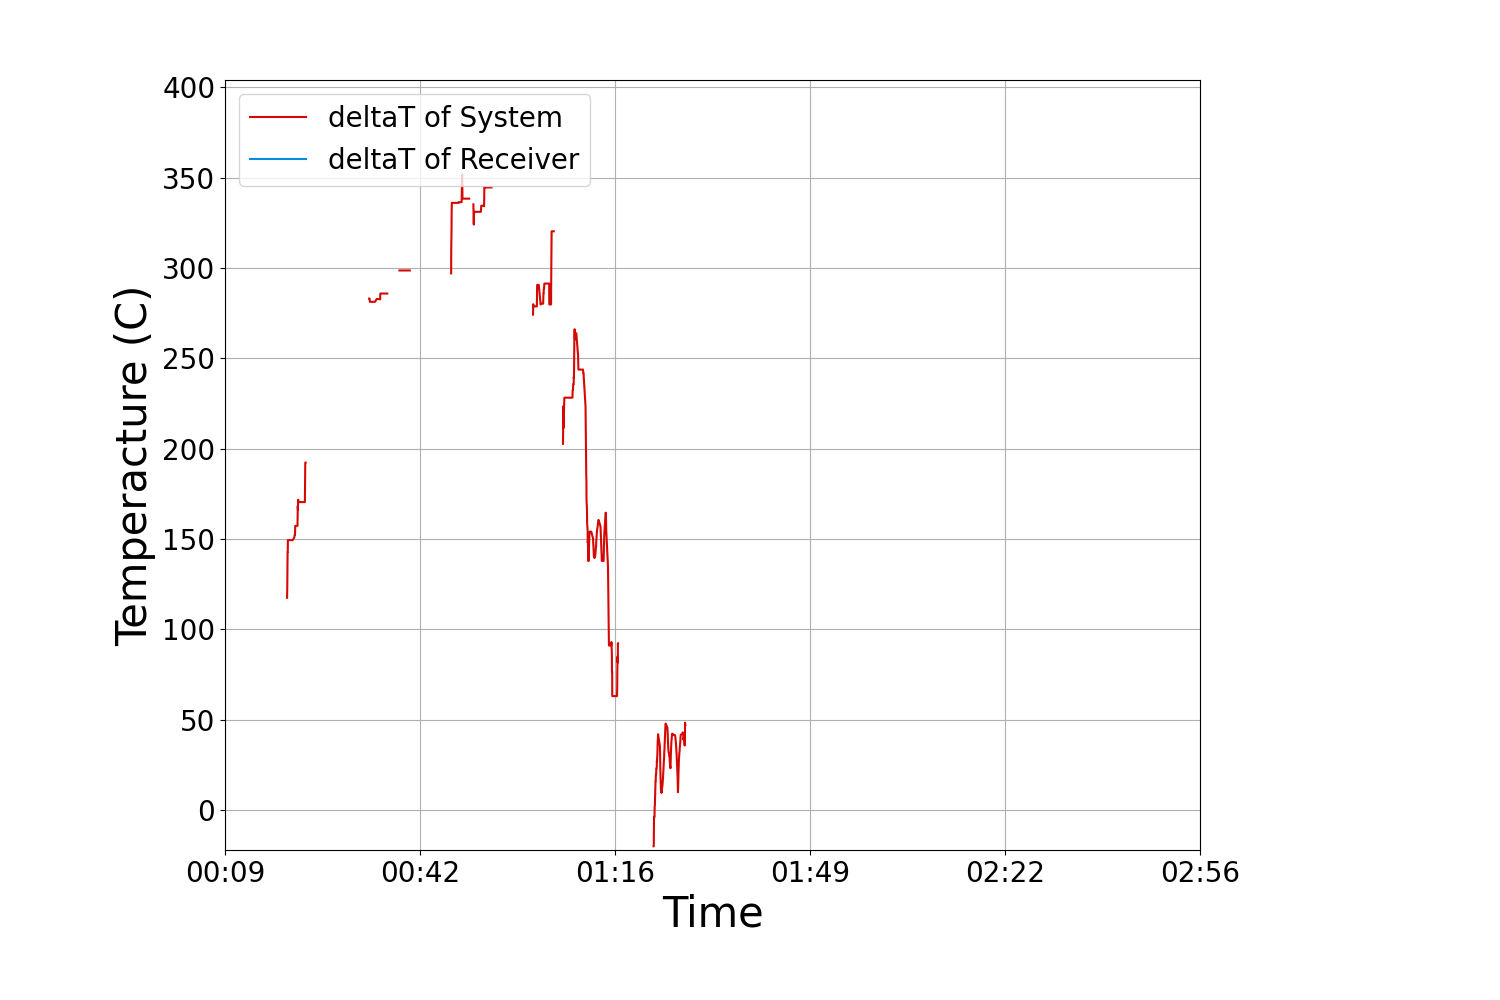 400
deltaT of System
deltaT of Receiver
350
300
250
200
150
100
50
0
Temperacture (C)
00:09 00:42 01:16 01:49 02:22 02:56
Time